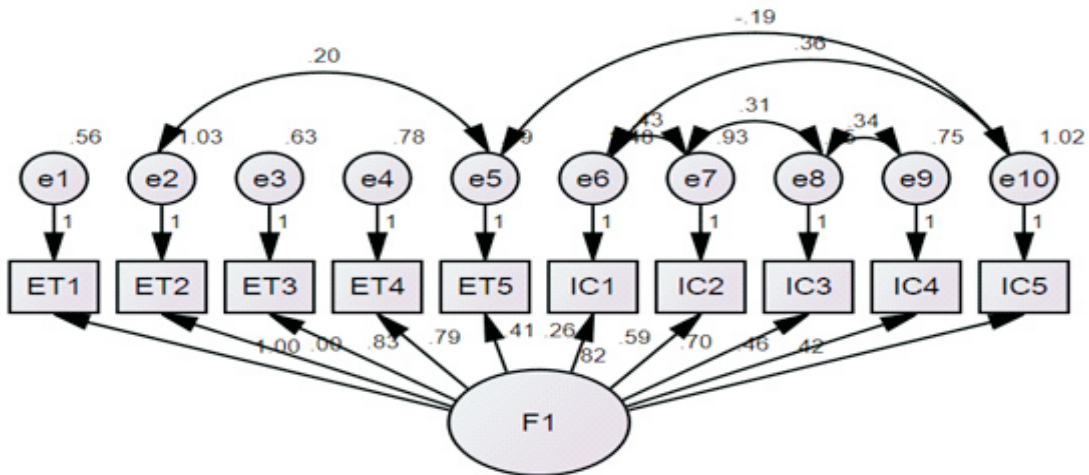 -.19
.36
.20
.43 .31 .34
.56 1.03 .63 .78 .93 .75 1.02
e1 e2 e3 e4 e5 e6 e7 e8 e9 e10
1 1 1 1 1 1 1 1 1 1
ET1 ET2 ET3 ET4 ET5 IC1 IC2 IC3 IC4 IC5
1.00 .00 .83 .79 .41 .26 .59 .70 .46 .42
.82
F1